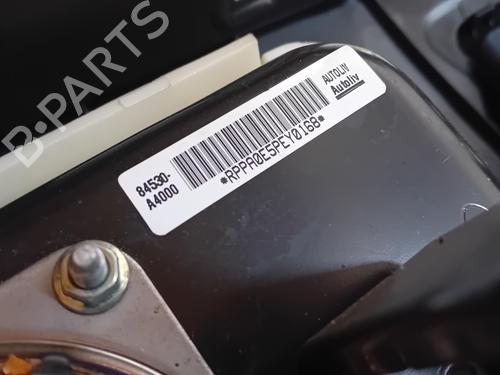 B-PARTS
84530-
A4000
*RPPA0E5PEY0168*
AUTOLIV
Autoliv